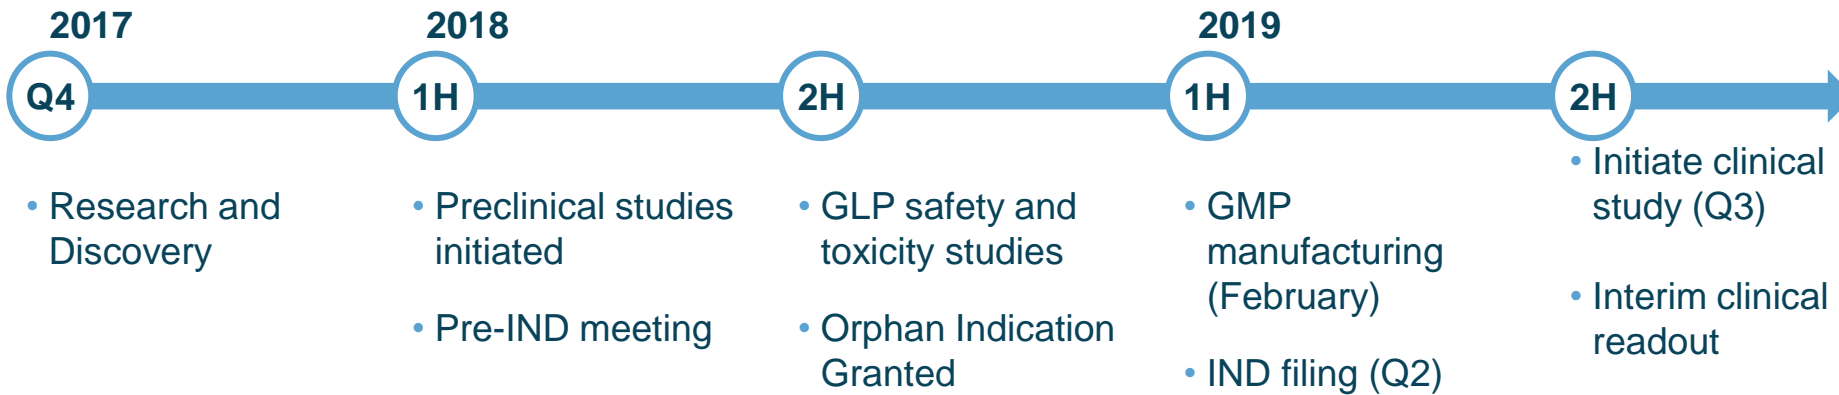 2017
2018
2019
Q4
1H
2H
1H
2H
• Research and
Discovery
• Preclinical studies
initiated
• Pre-IND meeting
• GLP safety and
toxicity studies
• Orphan Indication
Granted
• GMP
manufacturing
(February)
• IND filing (Q2)
• Initiate clinical
study (Q3)
• Interim clinical
readout